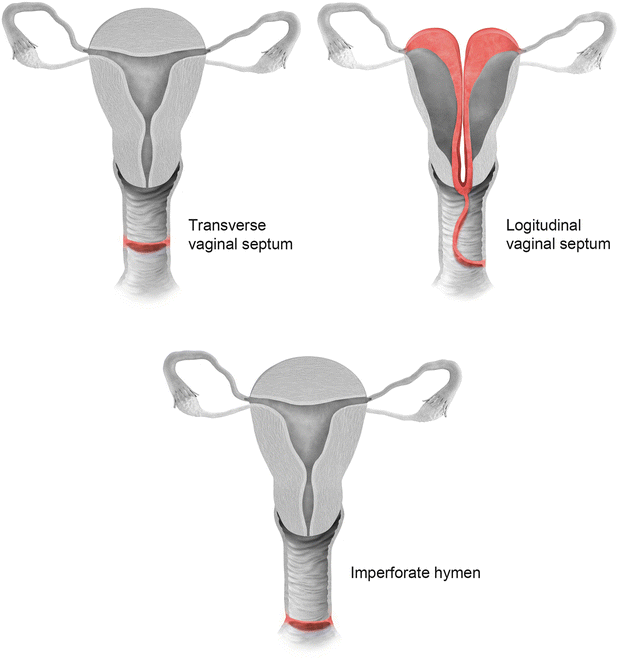 Transverse
vaginal septum
Logitudinal
vaginal septum
Imperforate hymen